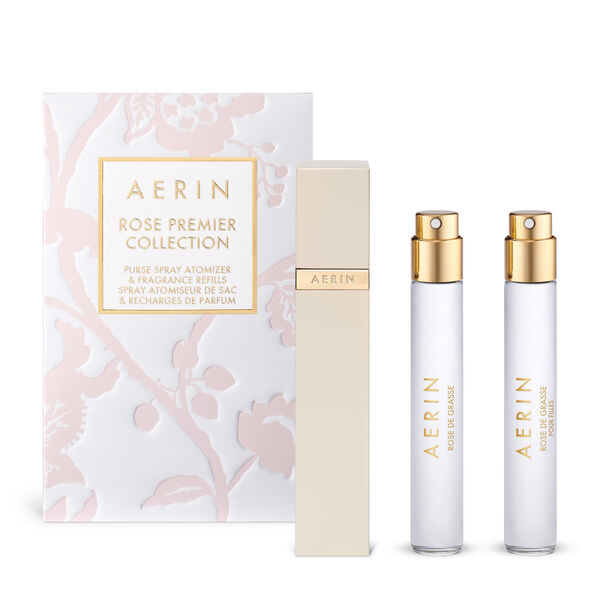 AERIN
ROSE PREMIER
COLLECTION
PURSE SPRAY ATOMIZER
& FRAGRANCE REFILLS
SPRAY ATOMISEUR DE SAC
& RECHARGES DE PARFUM
AERIN
AERIN
ROSE DE GRASSE
AERIN
ROSE DE GRASSE
POUR FILLES